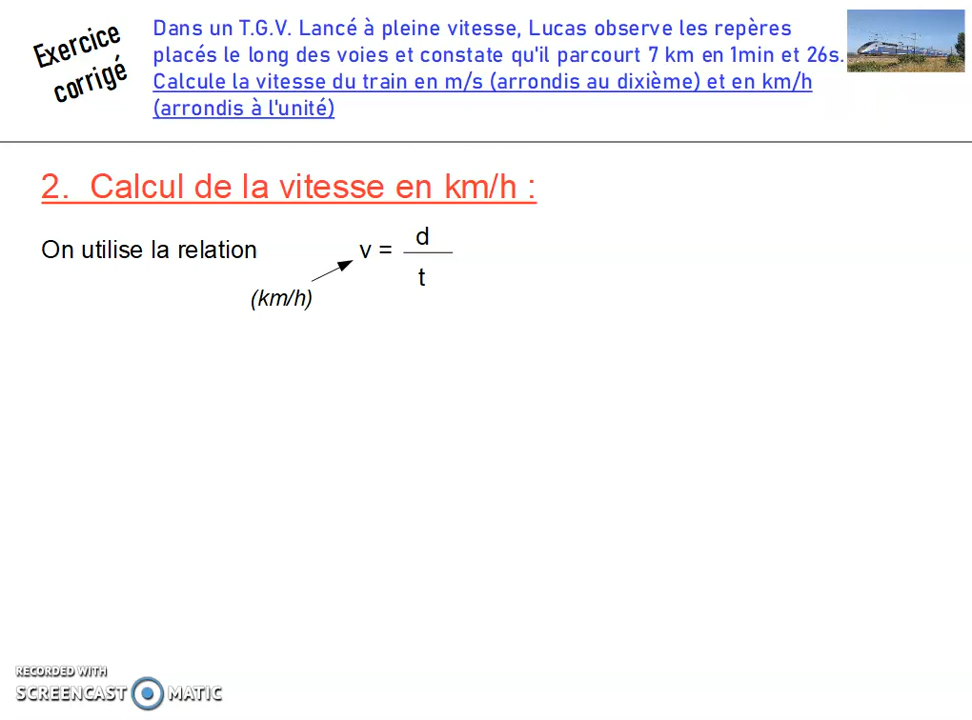 Exercice
corrigé
Dans un T.G.V. Lancé à pleine vitesse, Lucas observe les repères
placés le long des voies et constate qu'il parcourt 7 km en 1min et 26s.
Calcule la vitesse du train en m/s (arrondis au dixième) et en km/h
(arrondis à l'unité)
2. Calcul de la vitesse en km/h :
On utilise la relation v = d
t
(km/h)
RECORDED WITH
SCREENCAST MATIC